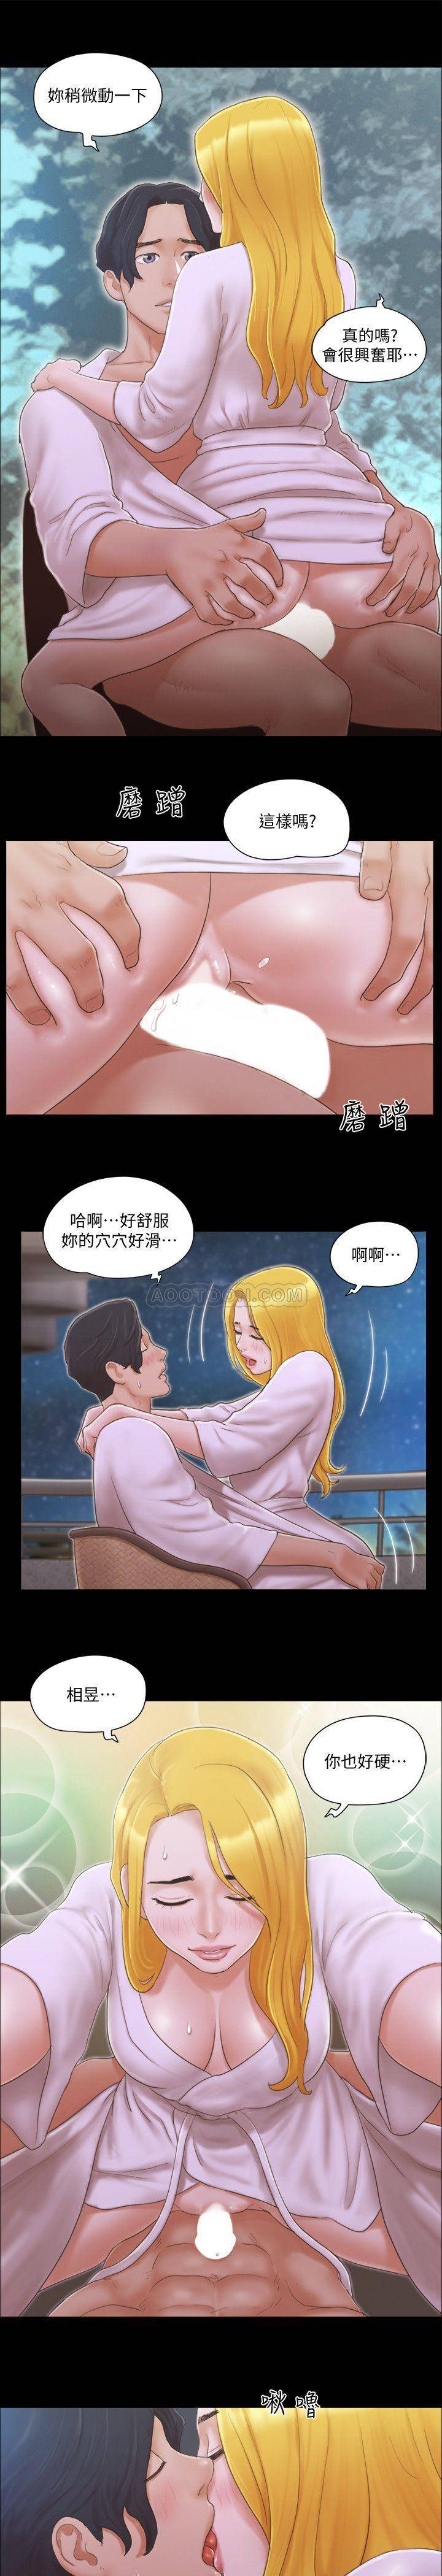 妳稍微動一下
真的嗎?
會很興奮耶…
磨蹭
這樣嗎?
磨蹭
哈啊…好舒服
妳的穴穴好滑…
啊啊…
AOOTOON.COM
相昱…
你也好硬…
啾嚕